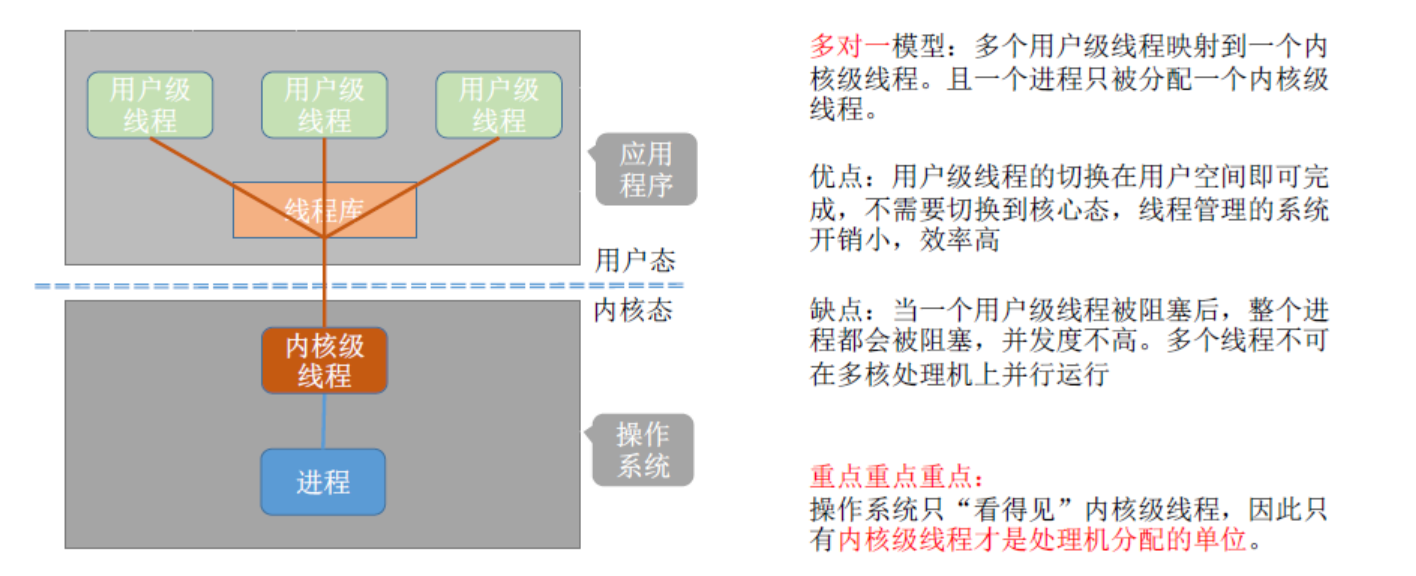 用户级
线程
用户级
线程
用户级
线程
线程库
应用
程序
用户态
内核态
内核级
线程
进程
操作
系统
多对一模型：多个用户级线程映射到一个内
核级线程。且一个进程只被分配一个内核级
线程。
优点：用户级线程的切换在用户空间即可完
成，不需要切换到核心态，线程管理的系统
开销小，效率高
缺点：当一个用户级线程被阻塞后，整个进
程都会被阻塞，并发度不高。多个线程不可
在多核处理机上并行运行
重点重点重点：
操作系统只“看得见”内核级线程，因此只
有内核级线程才是处理机分配的单位。